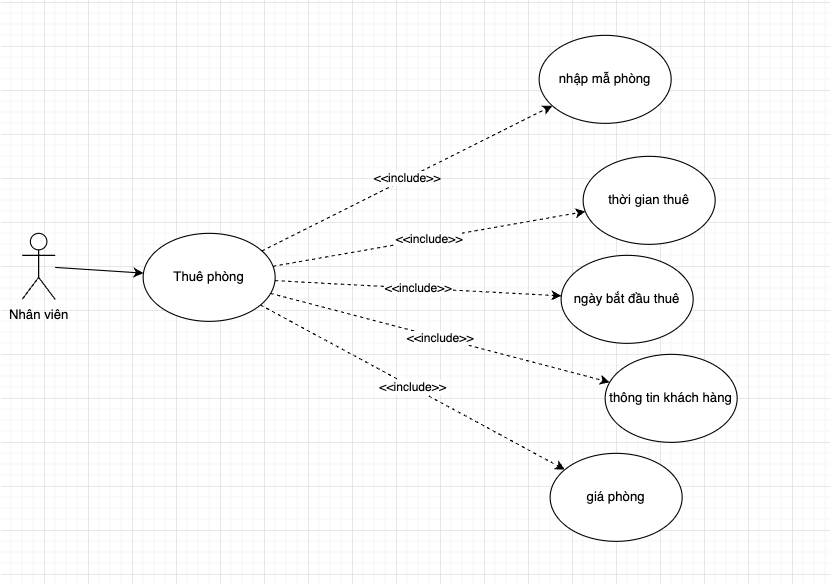 nhập mẫ phòng
<<include>>
thời gian thuê
<<include>>
Thuê phòng
<<include>>
ngày bắt đầu thuê
Nhân viên
<<include>>
<<include>>
thông tin khách hàng
giá phòng